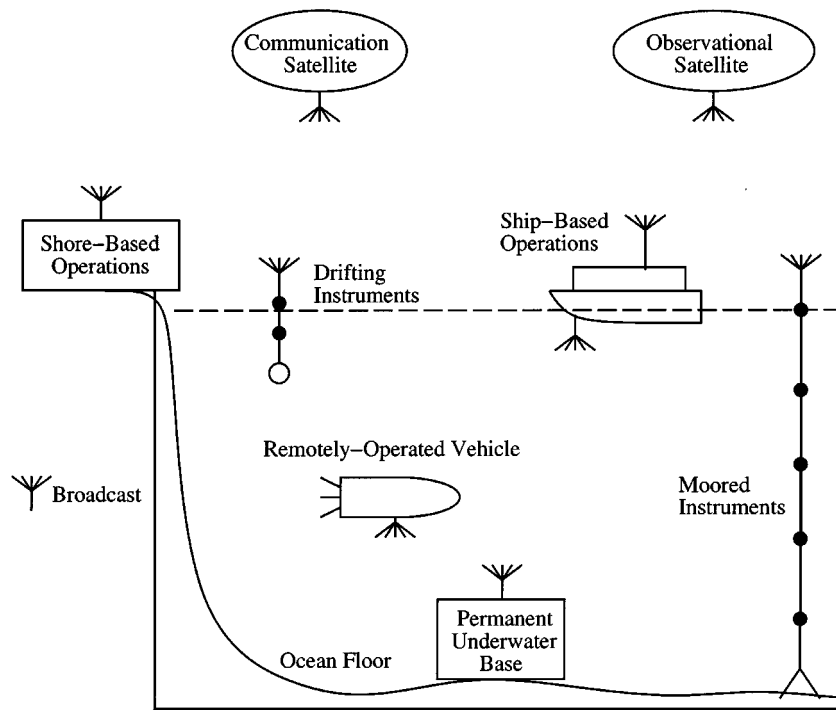 Communication
Satellite
Observational
Satellite
Shore–Based
Operations
Drifting
Instruments
Ship–Based
Operations
Remotely–Operated Vehicle
Broadcast
Moored
Instruments
Permanent
Underwater
Base
Ocean Floor